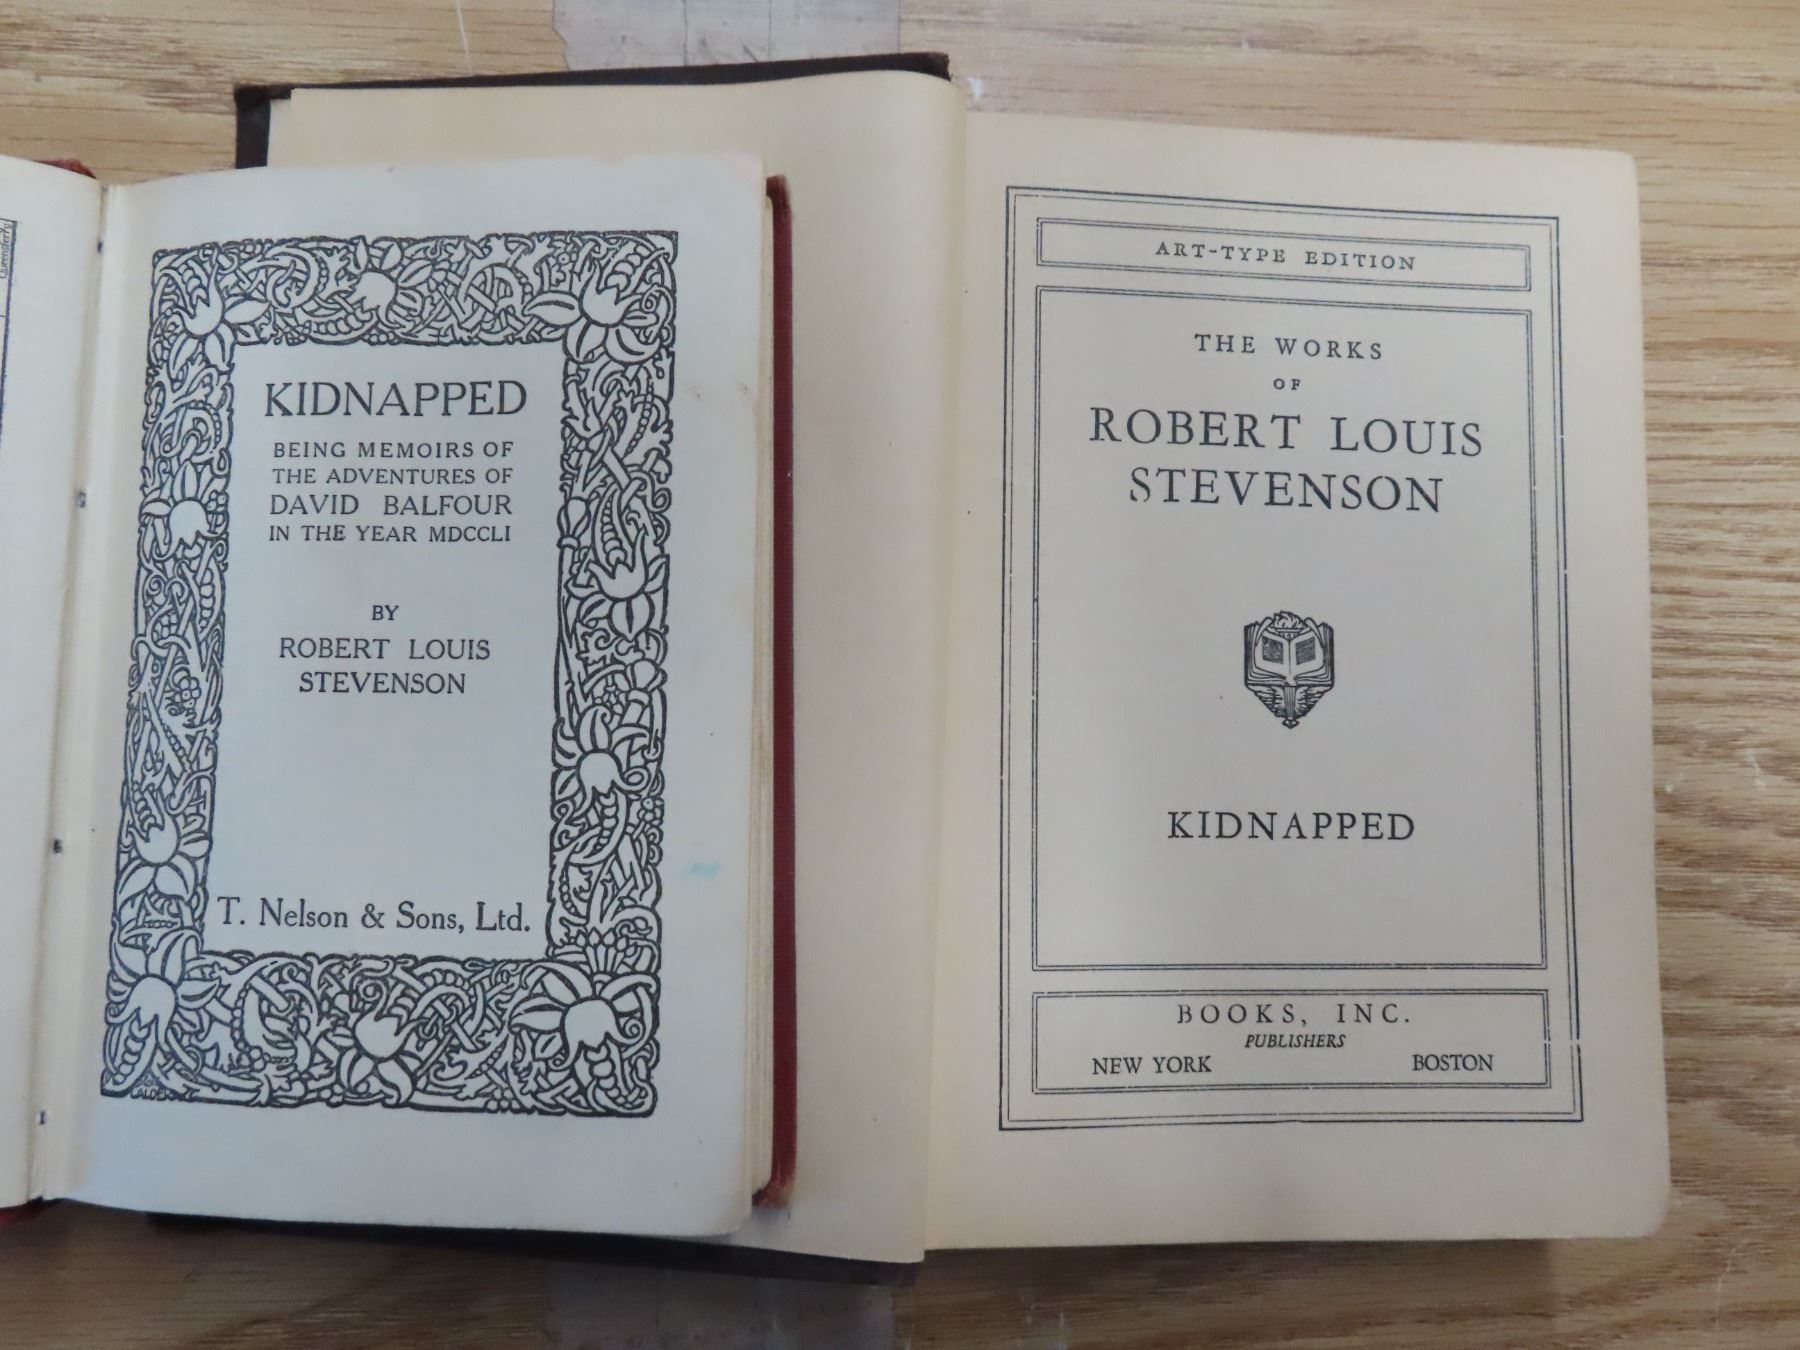 Queensferry
KIDNAPPED
BEING MEMOIRS OF
THE ADVENTURES OF
DAVID BALFOUR
IN THE YEAR MDCCLI
BY
ROBERT LOUIS
STEVENSON
T. Nelson & Sons, Ltd.
ART-TYPE EDITION
THE WORKS
OF
ROBERT LOUIS
STEVENSON
KIDNAPPED
BOOKS, INC.
PUBLISHERS
NEW YORK BOSTON